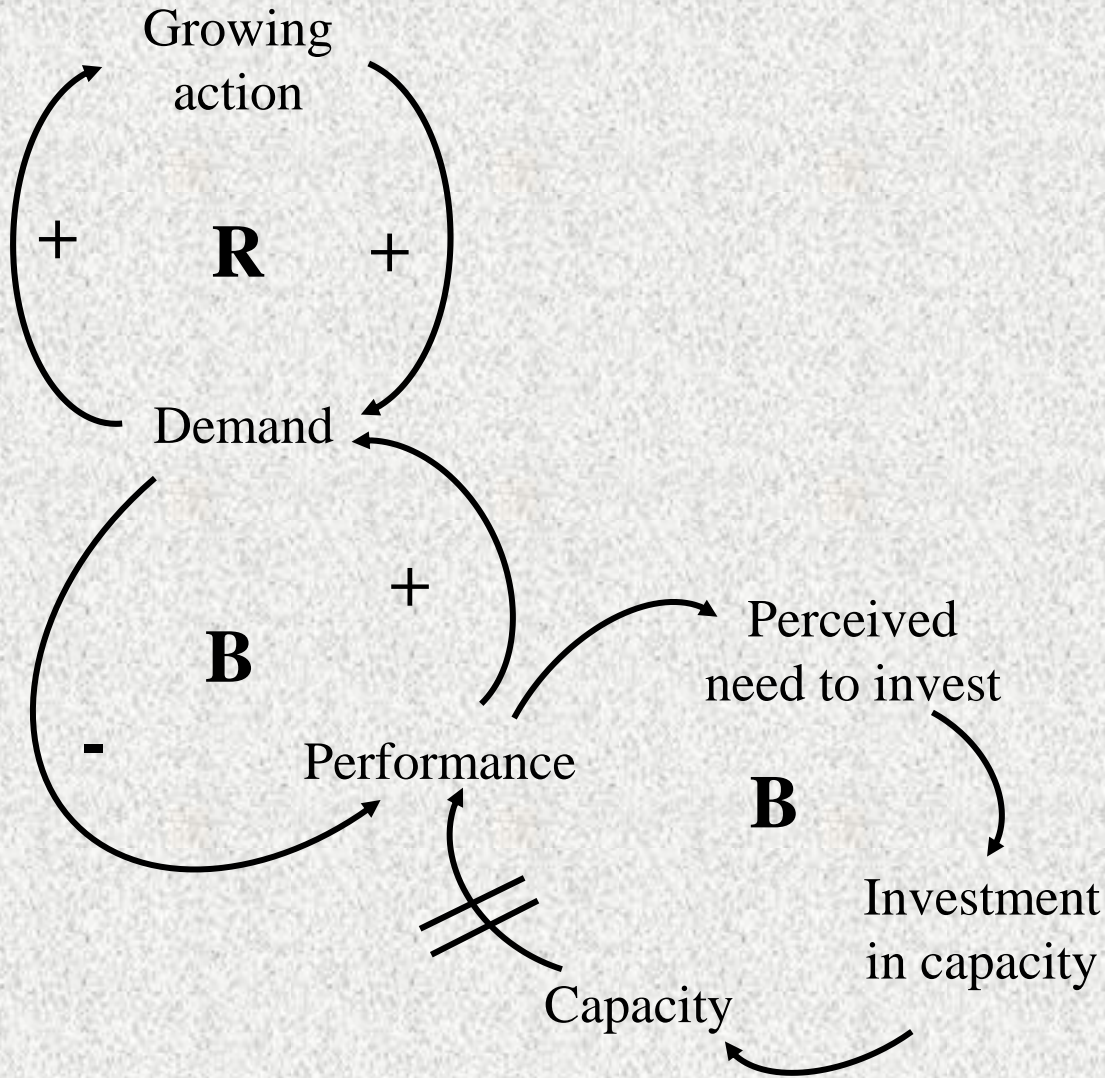 Growing
action
+
R
+
Demand
+
B
-
Performance
Perceived
need to invest
B
Investment
in capacity
Capacity